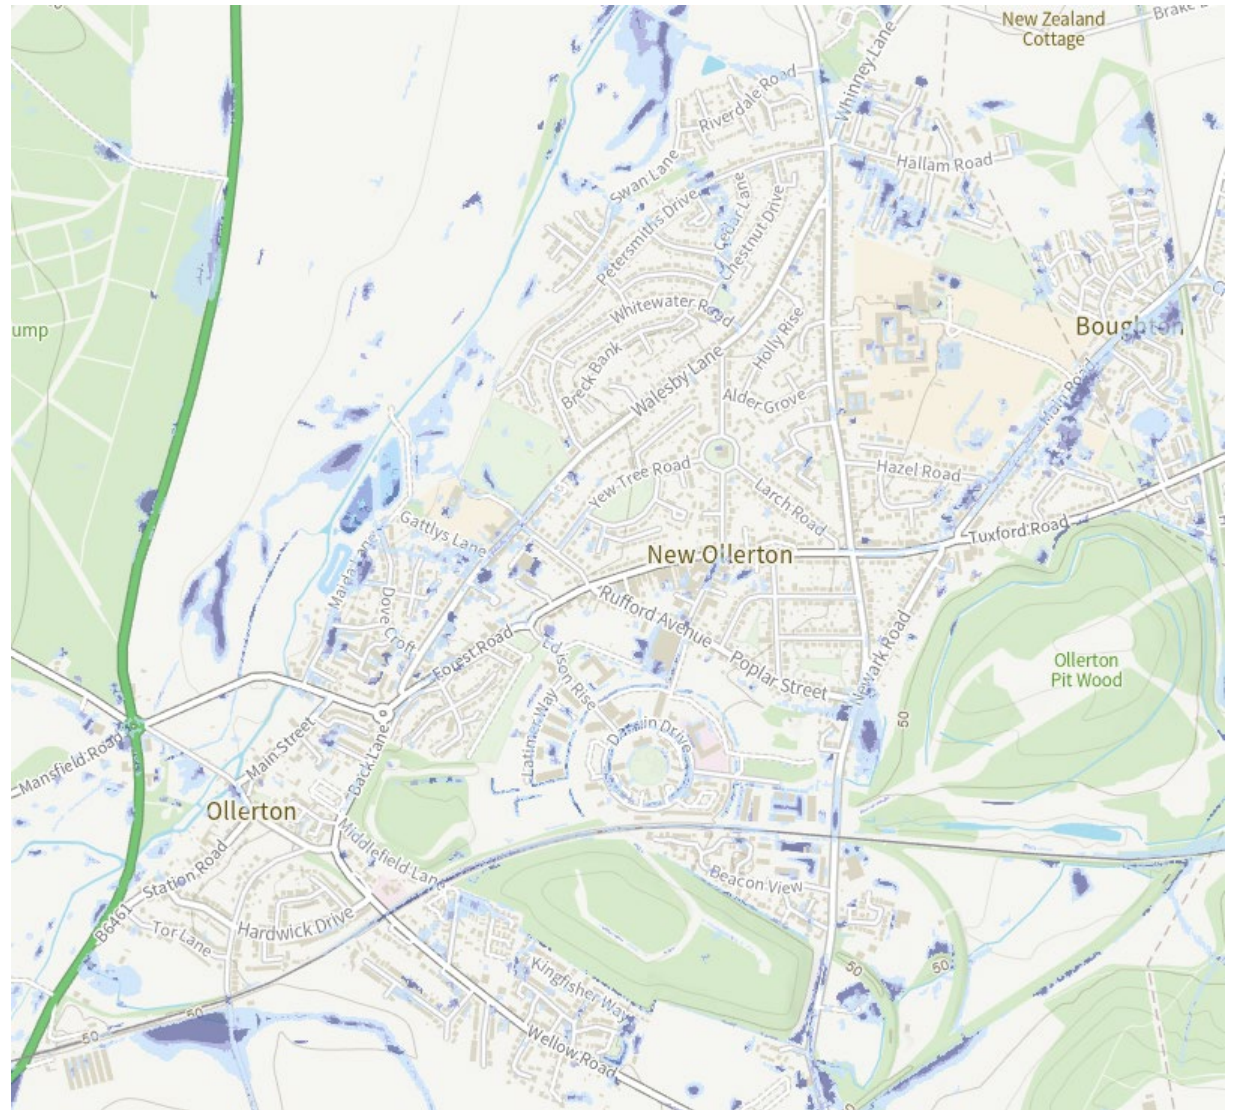 New Zealand
Cottage
Whinney Lane
Riverdale Road
Hallam Road
Swan Lane
Petersmiths Drive
Cedar Lane
Chestnut Drive
Whitewater Road
ump
Boughton
Holly Rise
Breck Bank
Walesby Lane
Alder Grove
Main Road
Yew Tree Road
Hazel Road
Larch Road
Gattlys Lane
Tuxford Road
New Ollerton
Maida Lane
Dove Croft
Rufford Avenue
Forest Road
Edison Rise
Poplar Street
Newark Road
Ollerton
Pit Wood
50
Latimer Way
Darwin Drive
Main Street
Mansfield Road
Back Lane
Ollerton
Middlefield Lane
Station Road
Beacon View
B6461
Hardwick Drive
Tor Lane
Kingfisher Way
50
50
50
Wellow Road
50